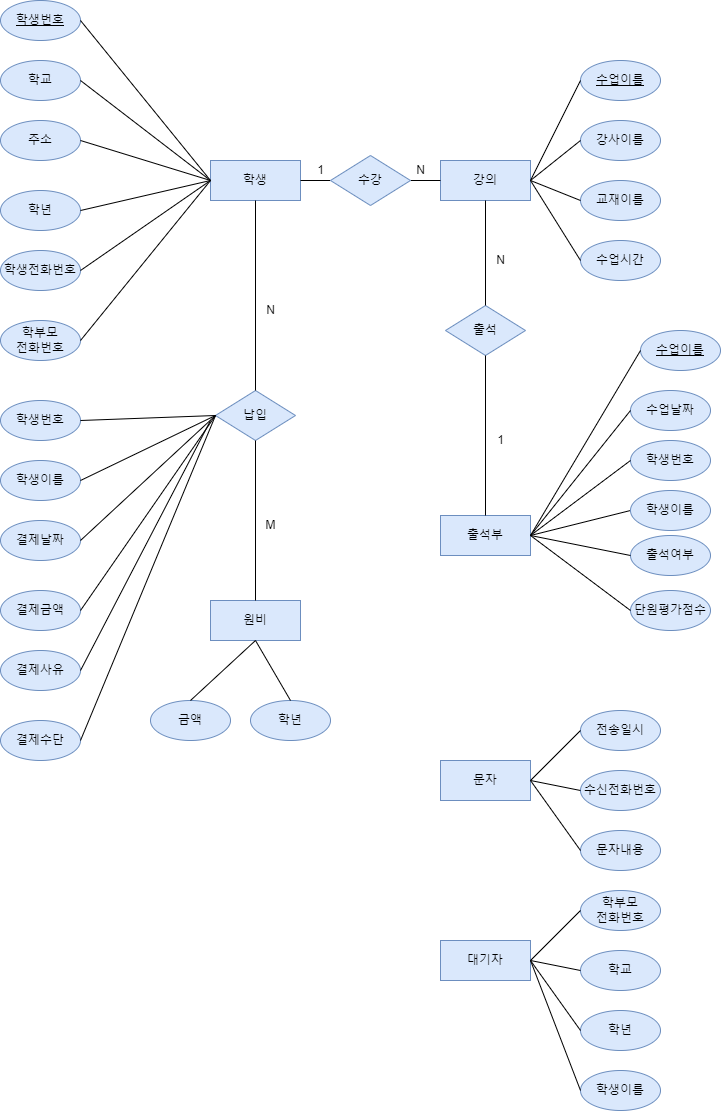 학생번호
학교
주소
학년
학생전화번호
학부모
전화번호
학생
1
수강
N
강의
수업이름
강사이름
교재이름
수업시간
N
N
출석
1
출석부
수업이름
수업날짜
학생번호
학생이름
출석여부
단원평가점수
납입
학생번호
학생이름
결제날짜
결제금액
결제사유
결제수단
M
원비
금액
학년
문자
전송일시
수신전화번호
문자내용
대기자
학부모
전화번호
학교
학년
학생이름